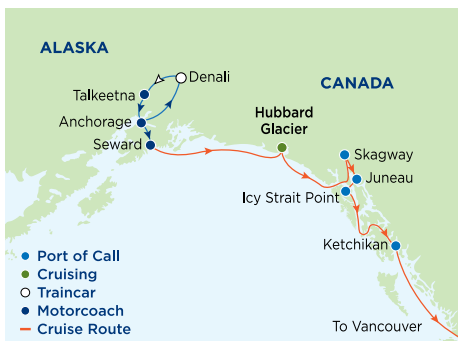 ALASKA
Denali
CANADA
Talkeetna
Hubbard
Glacier
Anchorage
Seward
Skagway
Juneau
Icy Strait Point
Ketchikan
Port of Call
Cruising
Traincar
Motorcoach
Cruise Route
To Vancouver